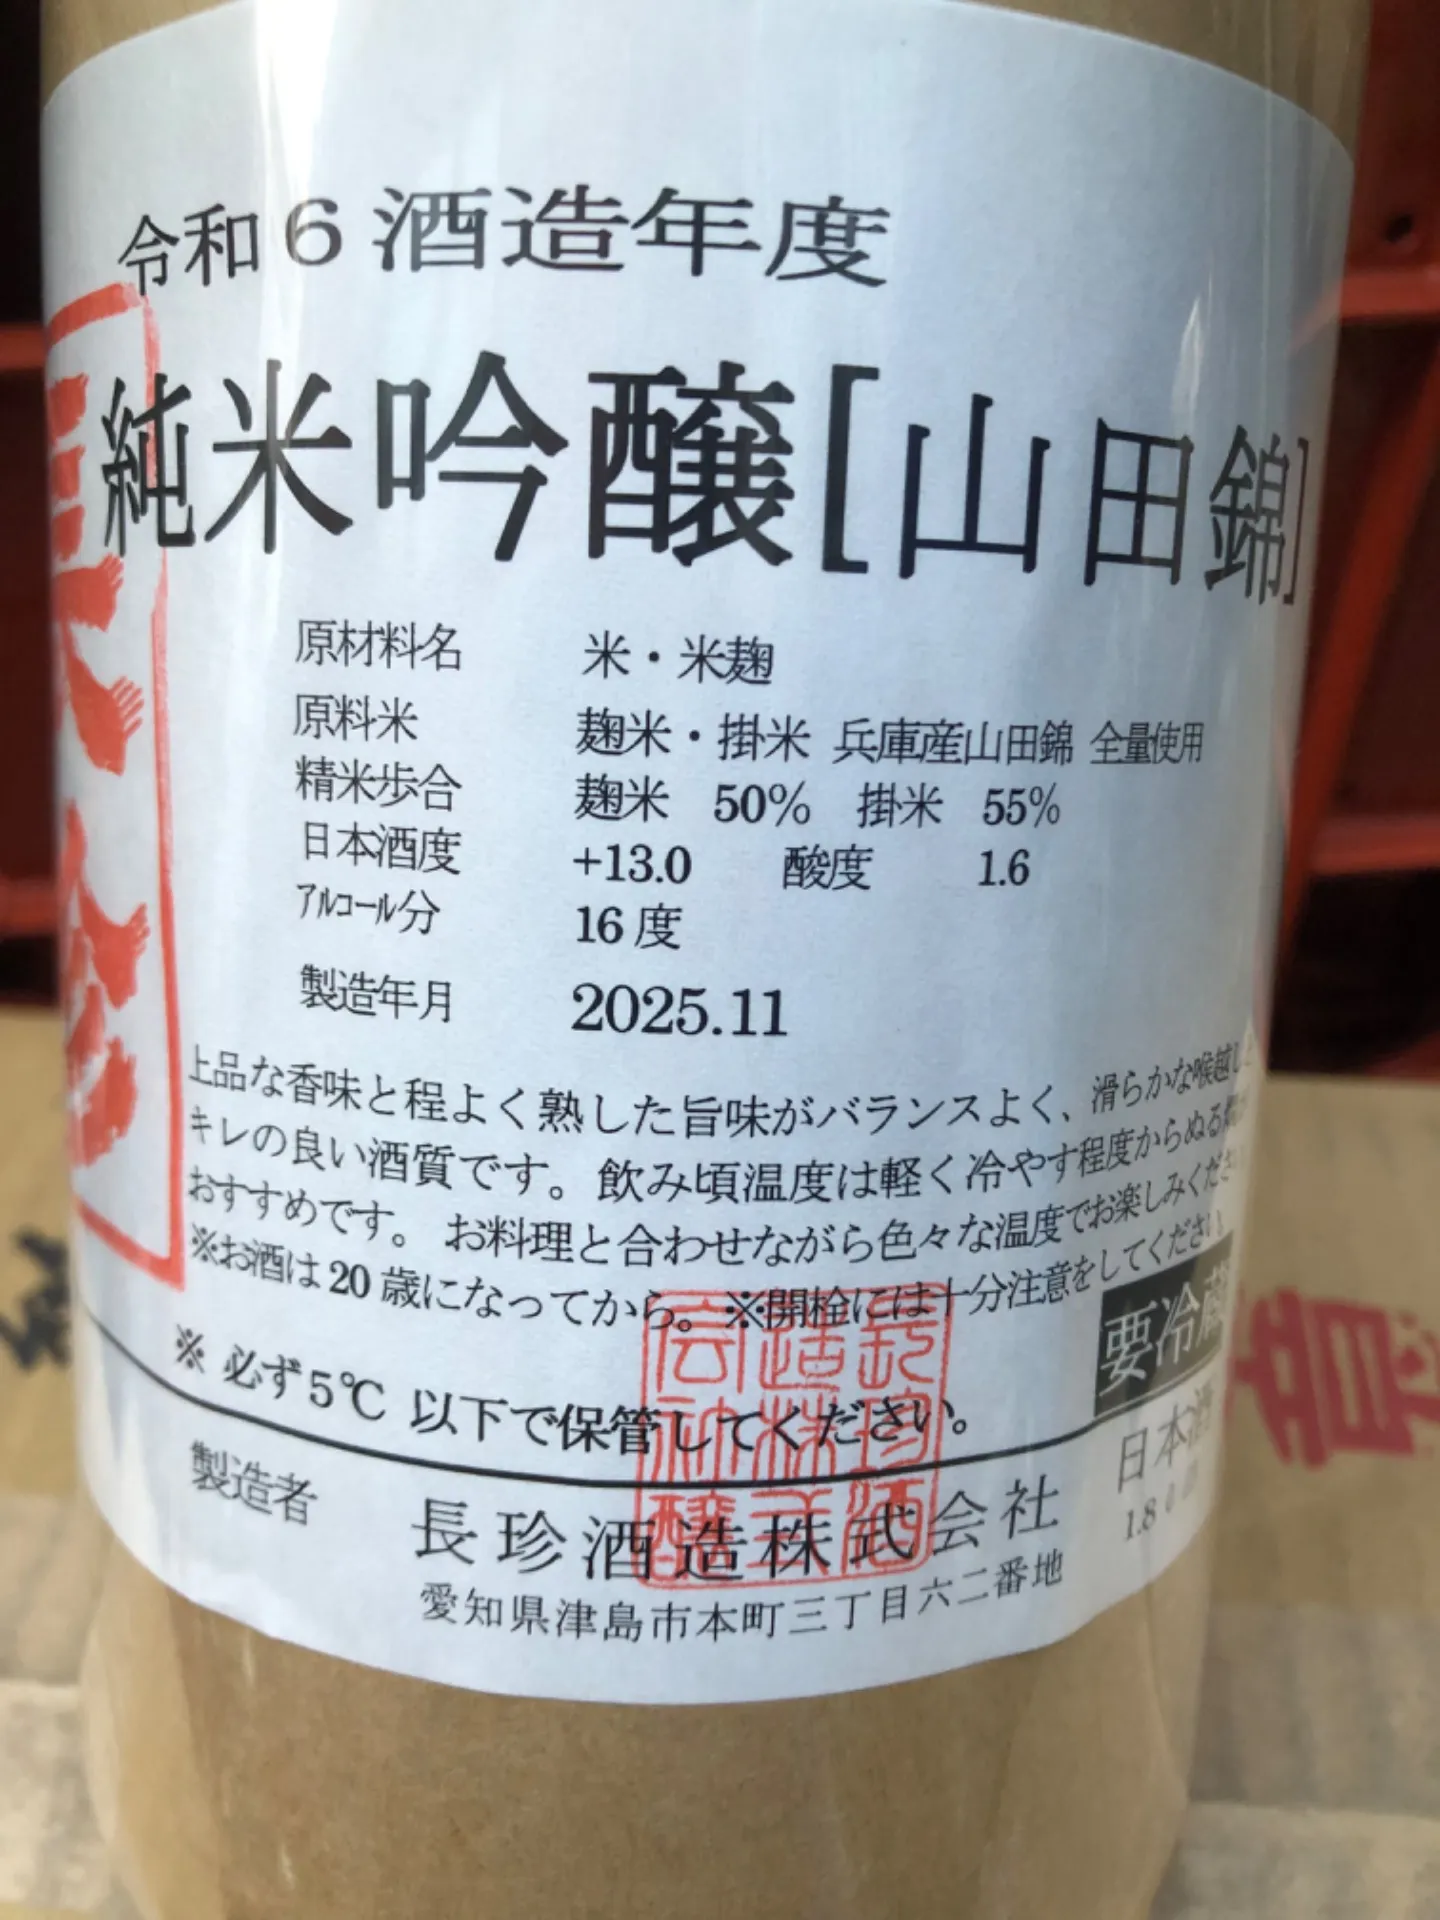 令和6酒造年度
純米吟醸[山田錦]
原材料名 米・米麹
原料米 麹米・掛米 兵庫産山田錦 全量使用
精米歩合 麹米 50% 掛米 55%
日本酒度 +13.0 酸度 1.6
アルコール分 16度
製造年月 2025.11
上品な香味と程よく熟した旨味がバランスよく、滑らかな喉越し
キレの良い酒質です。飲み頃温度は軽く冷やす程度からぬる燗
おすすめです。お料理と合わせながら色々な温度でお楽しみくださ
※お酒は20歳になってから。※開栓には十分注意をしてください
※ 必ず5℃ 以下で保管してください。
要冷蔵
製造者 長珍酒造株式会社
愛知県津島市本町三丁目六二番地
日本酒